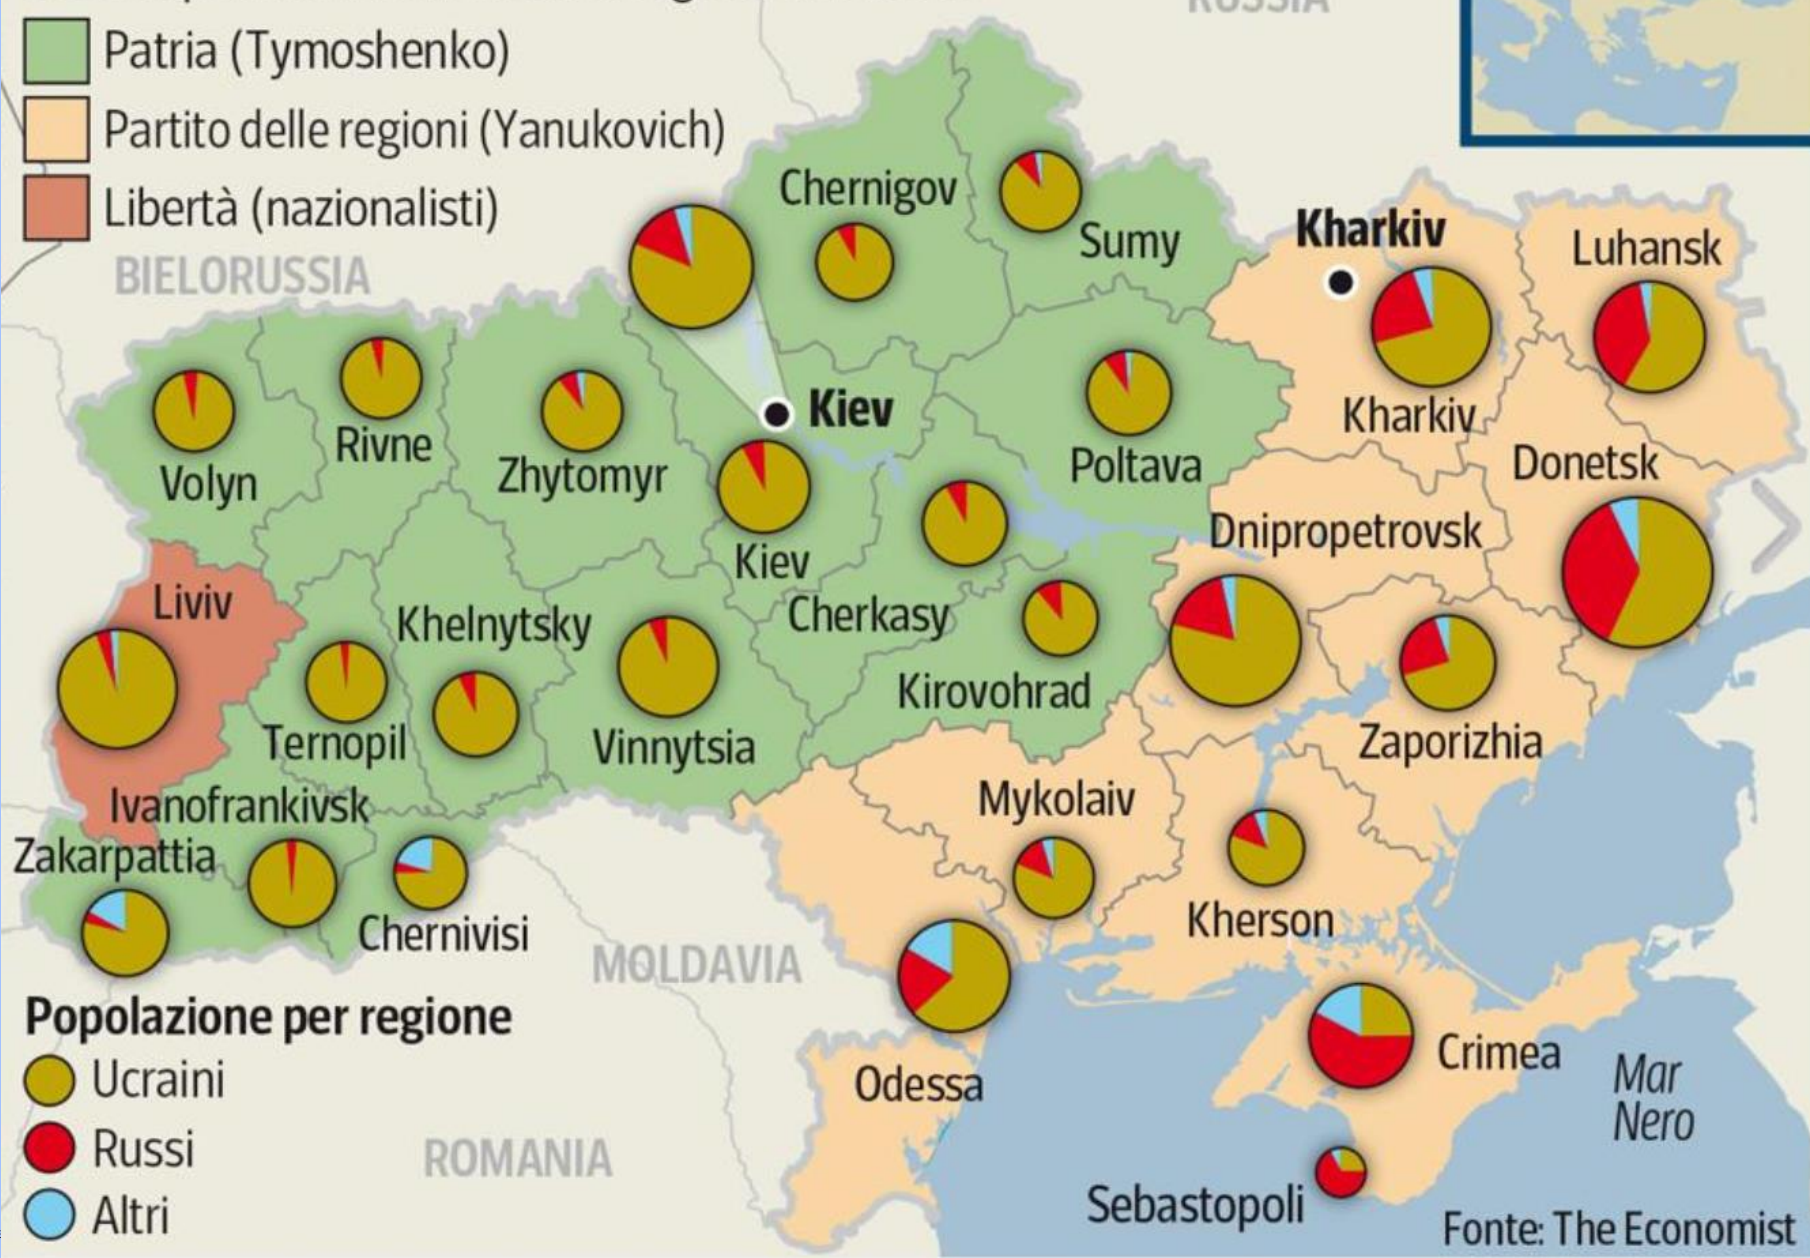 RUSSIA
Patria (Tymoshenko)
Partito delle regioni (Yanukovich)
Libertà (nazionalisti)
BIELORUSSIA
Chernigov
Sumy
Kharkiv
Luhansk
Volyn
Rivne
Zhytomyr
Kiev
Poltava
Kharkiv
Donetsk
Kiev
Dnipropetrovsk
Liviv
Khelnytsky
Cherkasy
Kirovohrad
Ternopil
Vinnytsia
Zaporizhia
Ivanofrankivsk
Mykolaiv
Zakarpattia
Chernivisi
Kherson
MOLDAVIA
Odessa
Crimea
Mar
Nero
Sebastopoli
ROMANIA
Popolazione per regione
Ucraini
Russi
Altri
Fonte: The Economist